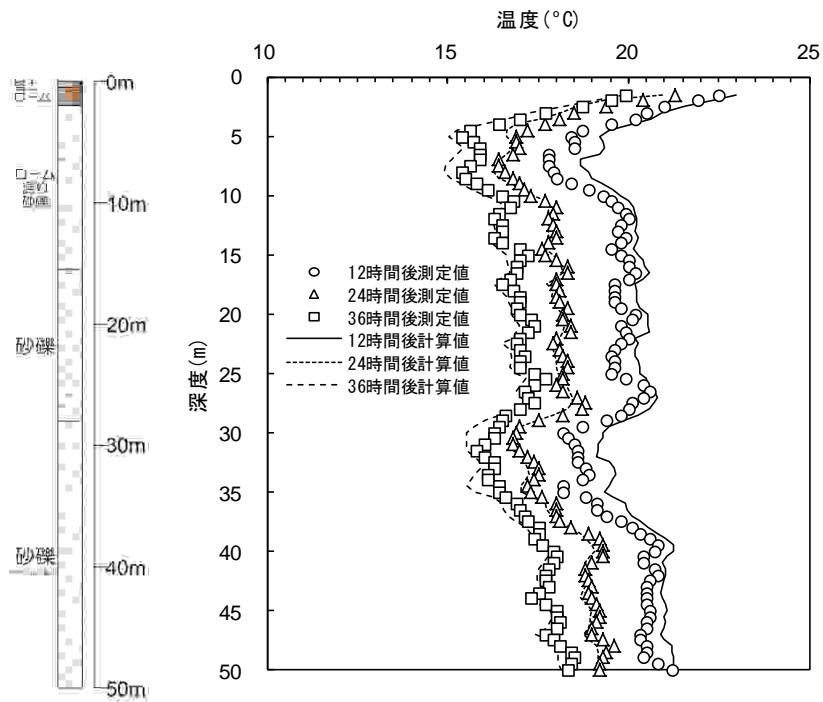 温度(°C)
10 15 20 25
0
5
10
15
20
25
30
35
40
45
50
深度(m)
12時間後測定値
24時間後測定値
36時間後測定値
12時間後計算値
24時間後計算値
36時間後計算値
0m
10m
20m
30m
40m
50m
砂礫
砂礫